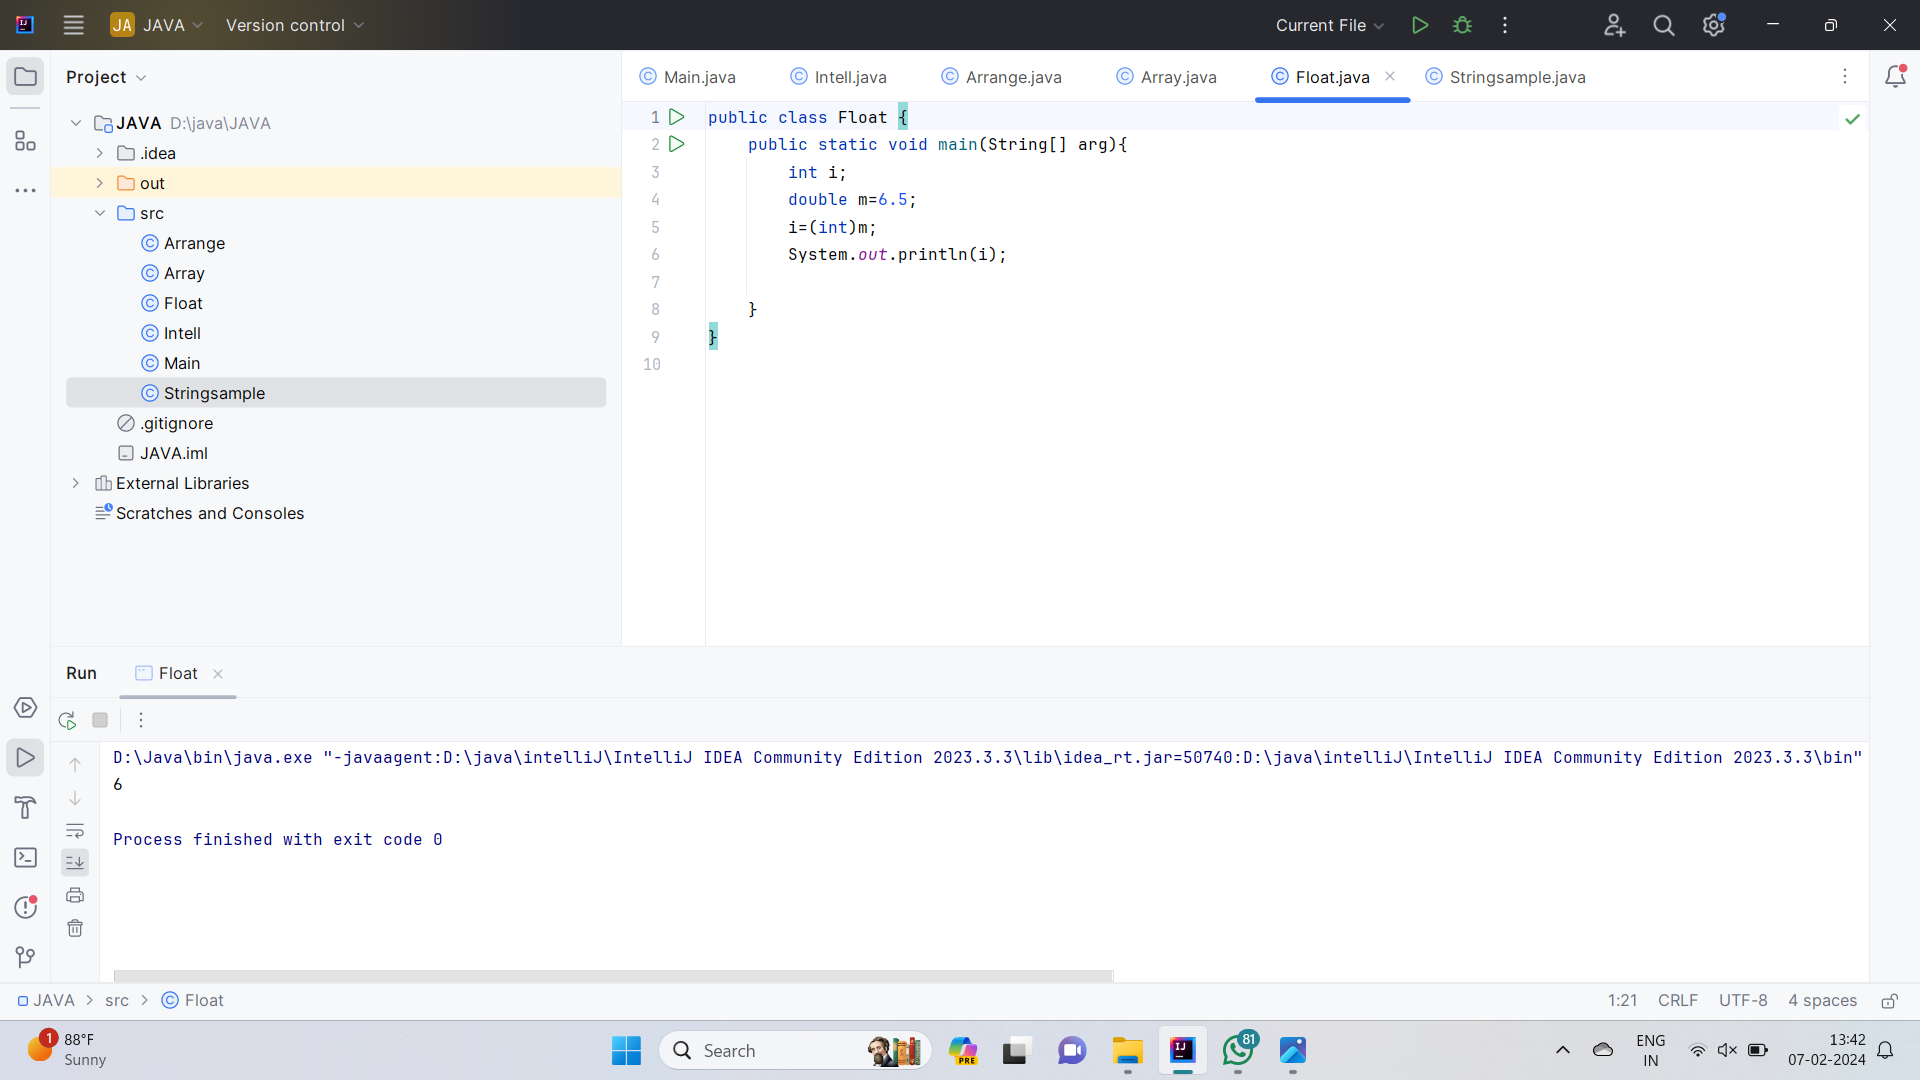 JA JAVA Version control Current File
Project
Main.java Intell.java Arrange.java Array.java Float.java Stringsample.java
JAVA D:\java\JAVA
.idea
out
src
Arrange
Array
Float
Intell
Main
Stringsample
.gitignore
JAVA.iml
External Libraries
Scratches and Consoles
1 public class Float {
2 public static void main(String[] arg){
3 int i;
4 double m=6.5;
5 i=(int)m;
6 System.out.println(i);
7
8 }
9 }
10
Run Float
D:\Java\bin\java.exe "-javaagent:D:\java\intelliJ\IntelliJ IDEA Community Edition 2023.3.3\lib\idea_rt.jar=50740:D:\java\intelliJ\IntelliJ IDEA Community Edition 2023.3.3\bin"
6
Process finished with exit code 0
JAVA > src > Float 1:21 CRLF UTF-8 4 spaces
1 88°F
Sunny
Search
PRE
IJ
81
ENG
IN
13:42
07-02-2024